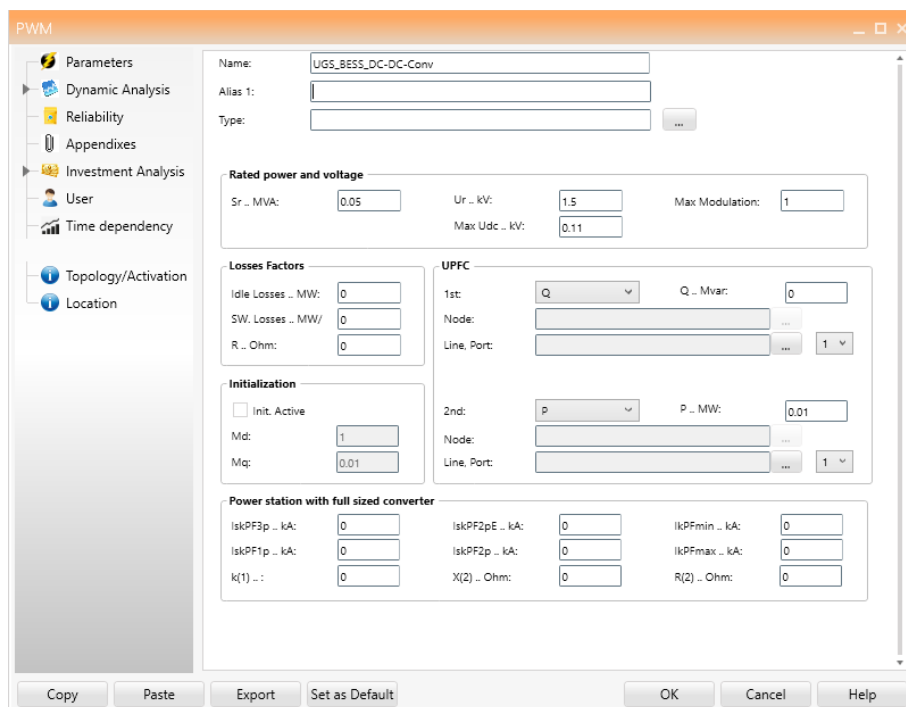 PWM
Parameters
Dynamic Analysis
Reliability
Appendixes
Investment Analysis
User
Time dependency
Topology/Activation
Location
Name: UGS_BESS_DC-DC-Conv
Alias 1:
Type: ...
Rated power and voltage
Sr .. MVA: 0.05 Ur .. kV: 1.5 Max Modulation: 1
Max Udc .. kV: 0.11
Losses Factors
Idle Losses .. MW: 0
SW. Losses .. MW/ 0
R .. Ohm: 0
UPFC
1st: Q Q .. Mvar: 0
Node: ...
Line, Port: ... 1
2nd: P P .. MW: 0.01
Node: ...
Line, Port: ... 1
Initialization
Init. Active
Md: 1
Mq: 0.01
Power station with full sized converter
IskPF3p .. kA: 0 IskPF2pE .. kA: 0 IkPFmin .. kA: 0
IskPF1p .. kA: 0 IskPF2p .. kA: 0 IkPFmax .. kA: 0
k(1) .. : 0 X(2) .. Ohm: 0 R(2) .. Ohm: 0
Copy Paste Export Set as Default OK Cancel Help